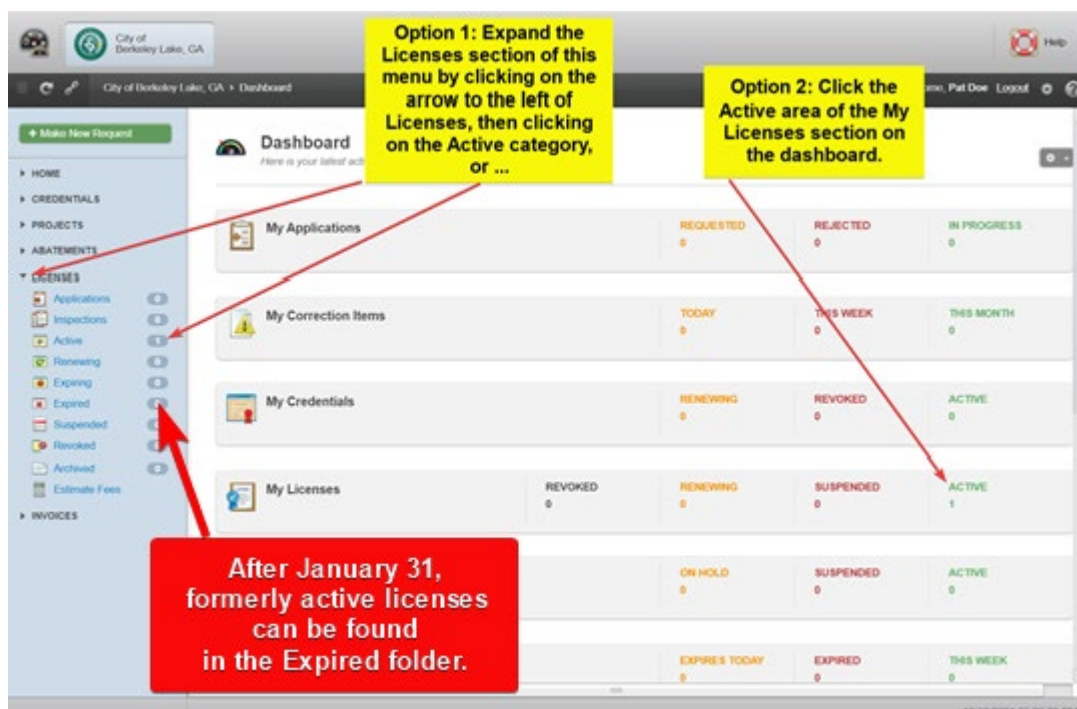 City of
Berkeley Lake, GA
Help
City of Berkeley Lake, GA › Dashboard
Pat Doe Logout
Option 1: Expand the
Licenses section of this
menu by clicking on the
arrow to the left of
Licenses, then clicking
on the Active category,
or ...
Option 2: Click the
Active area of the My
Licenses section on
the dashboard.
+ Make New Request
HOME
CREDENTIALS
PROJECTS
ABATEMENTS
LICENSES
Applications
Inspections
Active
Renewing
Expiring
Expired
Suspended
Revoked
Archived
Estimate Fees
INVOICES
Dashboard
Here is your latest
My Applications
REQUESTED
0
REJECTED
0
IN PROGRESS
0
My Correction Items
TODAY
0
THIS WEEK
0
THIS MONTH
0
My Credentials
RENEWING
0
REVOKED
0
ACTIVE
0
My Licenses
REVOKED
0
RENEWING
0
SUSPENDED
0
ACTIVE
1
ON HOLD
0
SUSPENDED
0
ACTIVE
0
EXPIRES TODAY
0
EXPIRED
0
THIS WEEK
0
After January 31,
formerly active licenses
can be found
in the Expired folder.